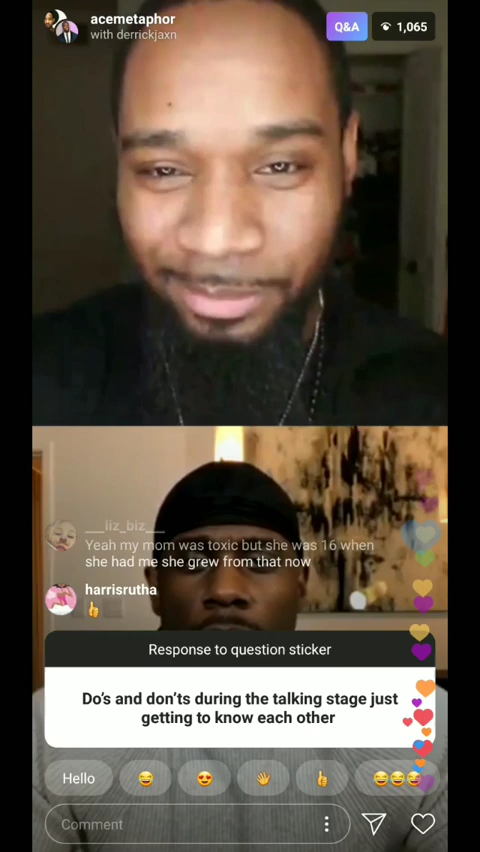 acemetaphor
with derrickjaxn
Q&A
1,065
___liz_biz___
Yeah my mom was toxic but she was 16 when
she had me she grew from that now
harrisrutha
👍
Response to question sticker
Do's and don'ts during the talking stage just
getting to know each other
Hello 😂 😍 👋 👍 😂😂😂
Comment